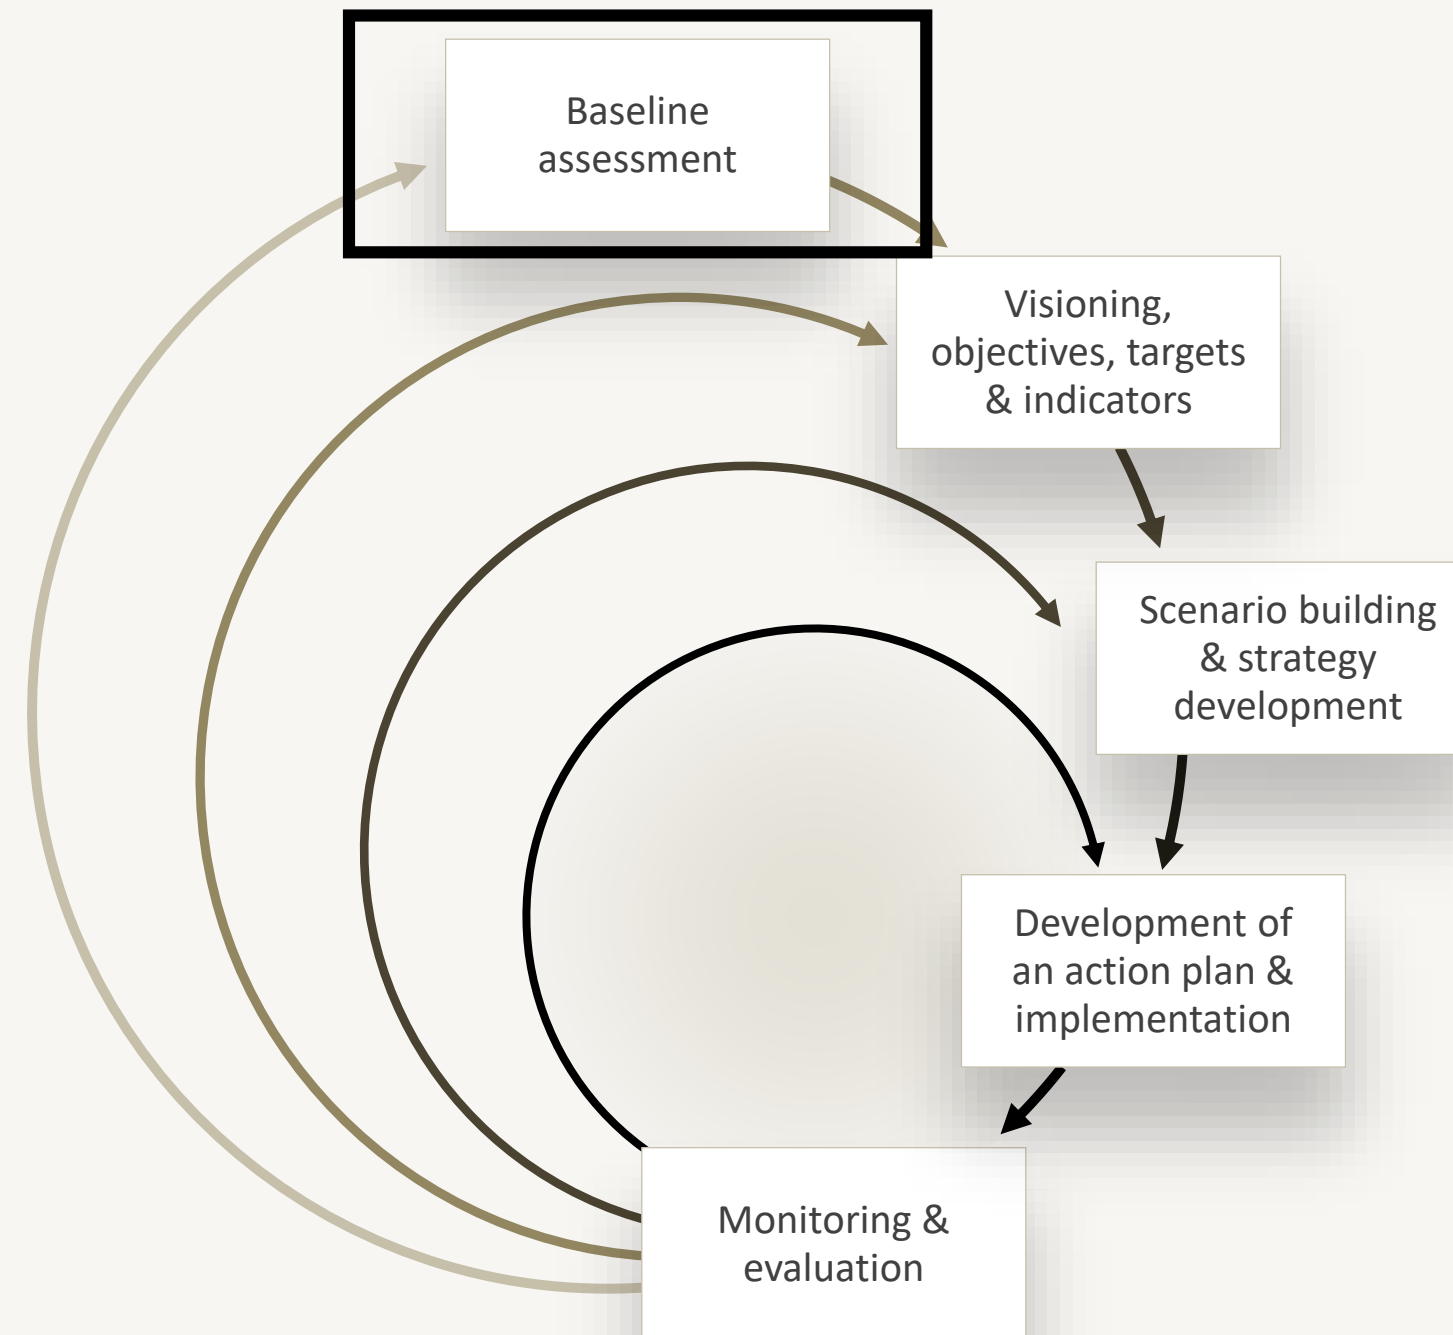 Baseline
assessment
Visioning,
objectives, targets
& indicators
Scenario building
& strategy
development
Development of
an action plan &
implementation
Monitoring &
evaluation